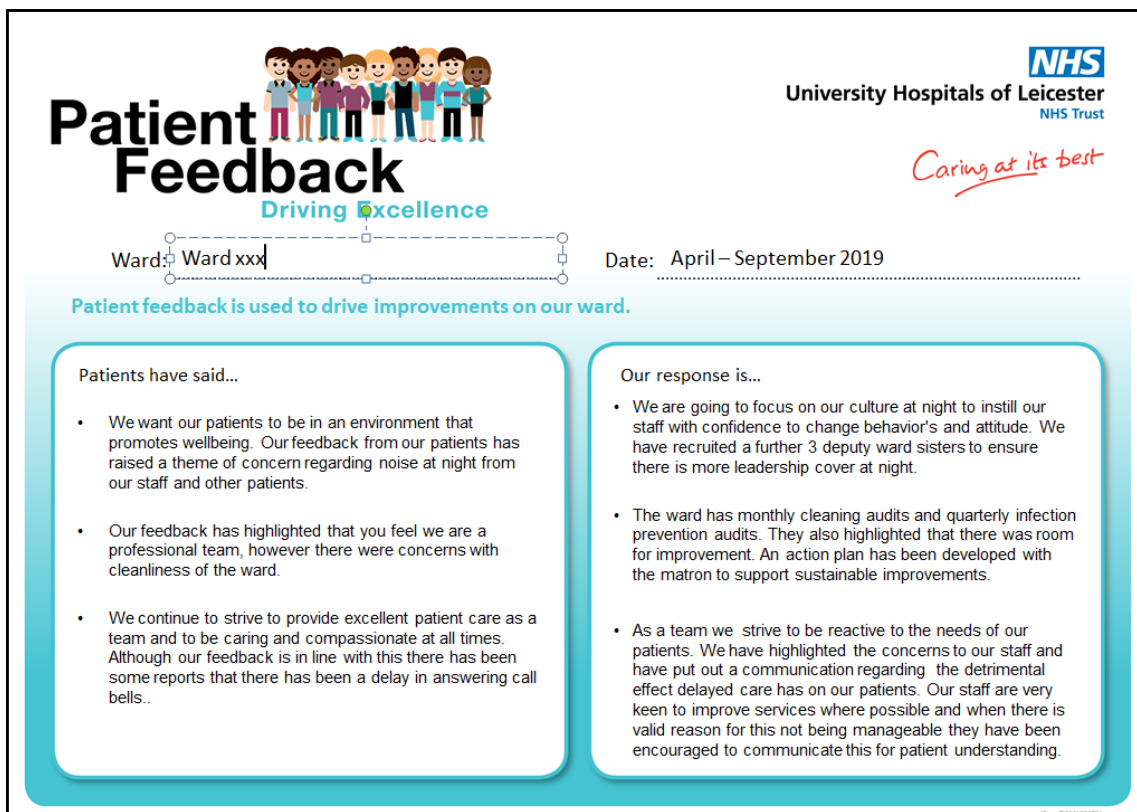 Patient
Feedback
Driving Excellence
NHS
University Hospitals of Leicester
NHS Trust
Caring at its best
Ward: Ward xxx
Date: April – September 2019
Patient feedback is used to drive improvements on our ward.
Patients have said...
• We want our patients to be in an environment that
promotes wellbeing. Our feedback from our patients has
raised a theme of concern regarding noise at night from
our staff and other patients.
• Our feedback has highlighted that you feel we are a
professional team, however there were concerns with
cleanliness of the ward.
• We continue to strive to provide excellent patient care as a
team and to be caring and compassionate at all times.
Although our feedback is in line with this there has been
some reports that there has been a delay in answering call
bells..
Our response is...
• We are going to focus on our culture at night to instill our
staff with confidence to change behavior's and attitude. We
have recruited a further 3 deputy ward sisters to ensure
there is more leadership cover at night.
• The ward has monthly cleaning audits and quarterly infection
prevention audits. They also highlighted that there was room
for improvement. An action plan has been developed with
the matron to support sustainable improvements.
• As a team we strive to be reactive to the needs of our
patients. We have highlighted the concerns to our staff and
have put out a communication regarding the detrimental
effect delayed care has on our patients. Our staff are very
keen to improve services where possible and when there is
valid reason for this not being manageable they have been
encouraged to communicate this for patient understanding.